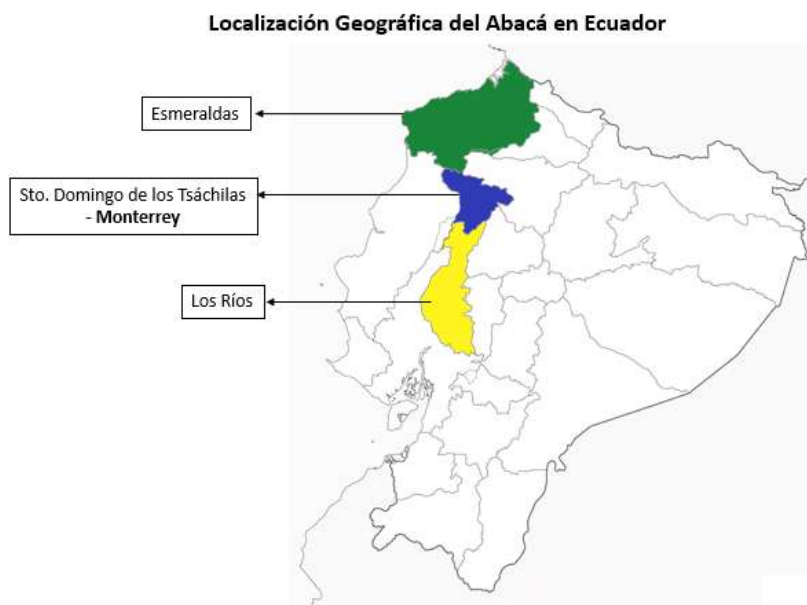 Localización Geográfica del Abacá en Ecuador
Esmeraldas
Sto. Domingo de los Tsáchilas
- Monterrey
Los Ríos